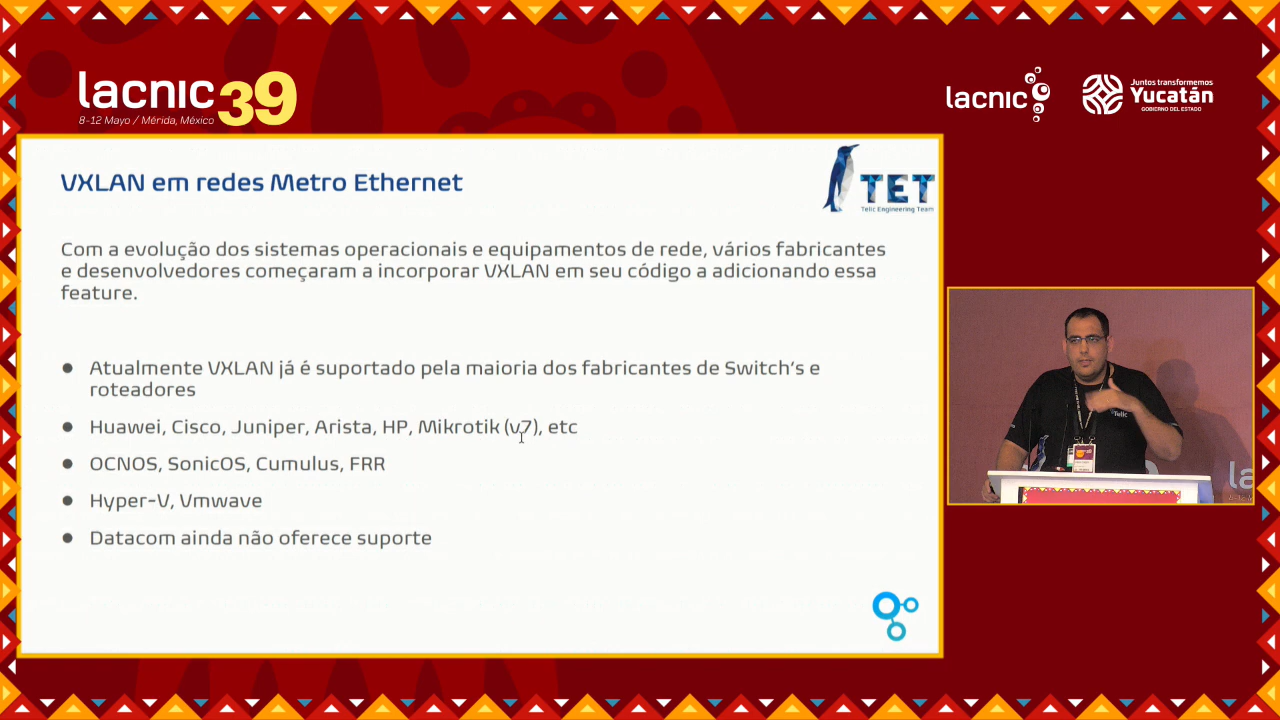 lacnic 39
8-12 Mayo / Mérida, México
lacnic
Juntos transformemos
Yucatán
GOBIERNO DEL ESTADO
VXLAN em redes Metro Ethernet
TET
Telic Engineering Team
Com a evolução dos sistemas operacionais e equipamentos de rede, vários fabricantes
e desenvolvedores começaram a incorporar VXLAN em seu código a adicionando essa
feature.
● Atualmente VXLAN já é suportado pela maioria dos fabricantes de Switch's e
roteadores
● Huawei, Cisco, Juniper, Arista, HP, Mikrotik (v7), etc
● OCNOS, SonicOS, Cumulus, FRR
● Hyper-V, Vmwave
● Datacom ainda não oferece suporte
Telic